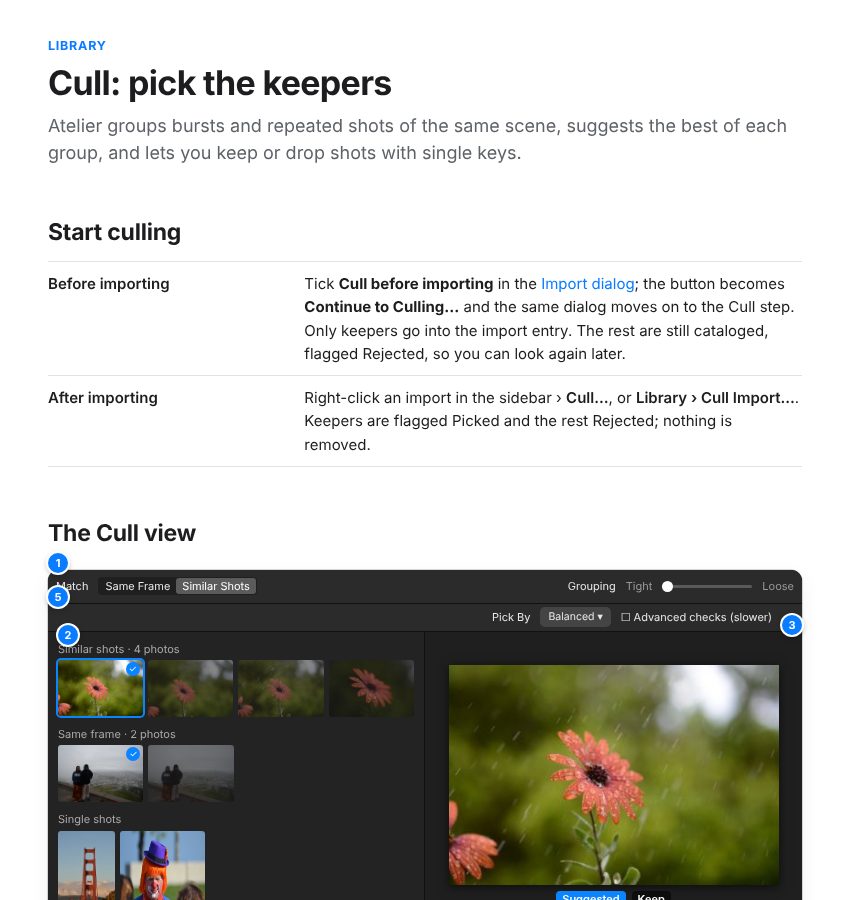 LIBRARY
Cull: pick the keepers
Atelier groups bursts and repeated shots of the same scene, suggests the best of each
group, and lets you keep or drop shots with single keys.
Start culling
Before importing
Tick Cull before importing in the Import dialog; the button becomes
Continue to Culling... and the same dialog moves on to the Cull step.
Only keepers go into the import entry. The rest are still cataloged,
flagged Rejected, so you can look again later.
After importing
Right-click an import in the sidebar › Cull..., or Library › Cull Import....
Keepers are flagged Picked and the rest Rejected; nothing is
removed.
The Cull view
1
Match Same Frame Similar Shots Grouping Tight Loose
5
Pick By Balanced ▾ ☐ Advanced checks (slower) 3
2
Similar shots · 4 photos
Same frame · 2 photos
Single shots
Suggested Keep